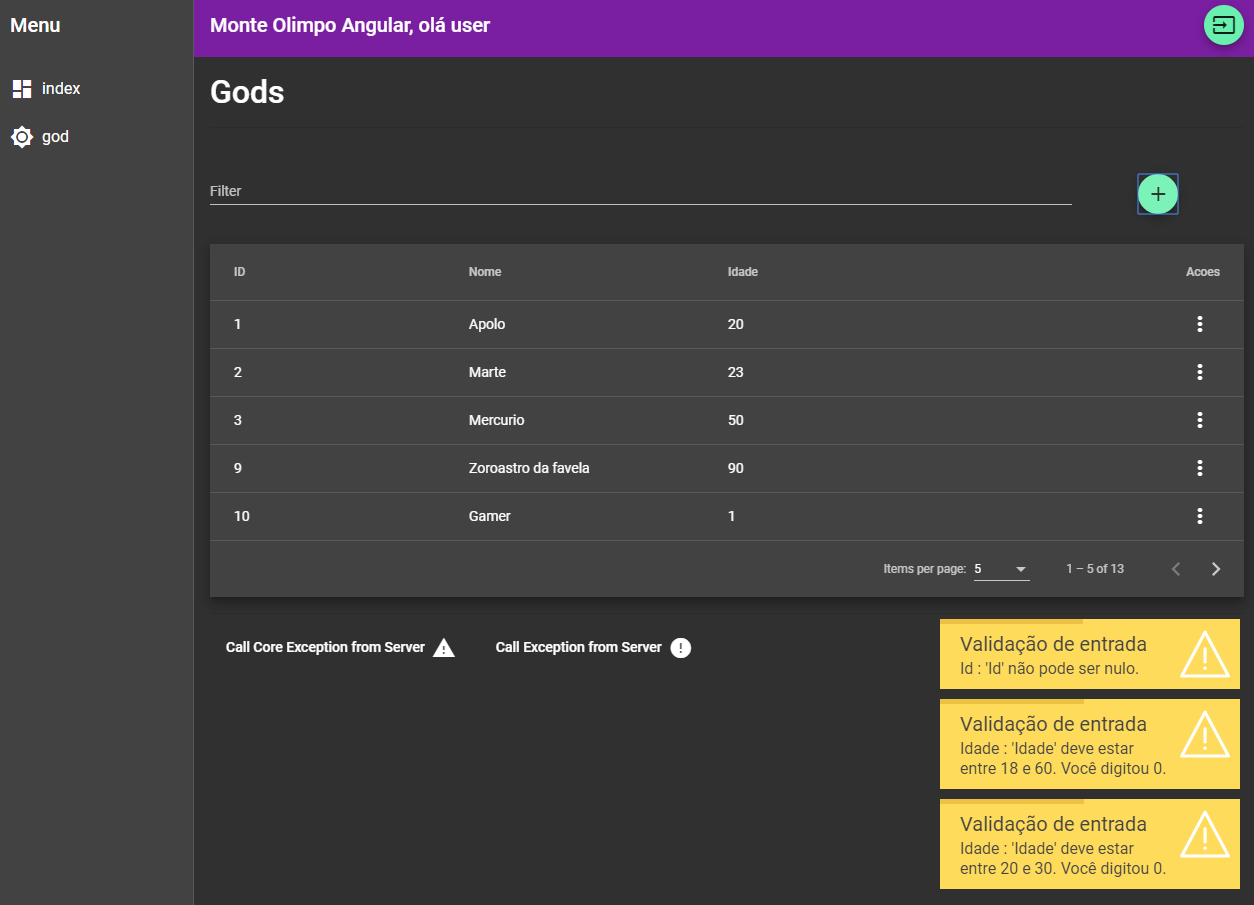 Menu
Monte Olimpo Angular, olá user
index
god
Gods
Filter
ID Nome Idade Acoes
1 Apolo 20
2 Marte 23
3 Mercurio 50
9 Zoroastro da favela 90
10 Gamer 1
Items per page: 5 1 – 5 of 13
Call Core Exception from Server Call Exception from Server
Validação de entrada
Id : 'Id' não pode ser nulo.
Validação de entrada
Idade : 'Idade' deve estar
entre 18 e 60. Você digitou 0.
Validação de entrada
Idade : 'Idade' deve estar
entre 20 e 30. Você digitou 0.